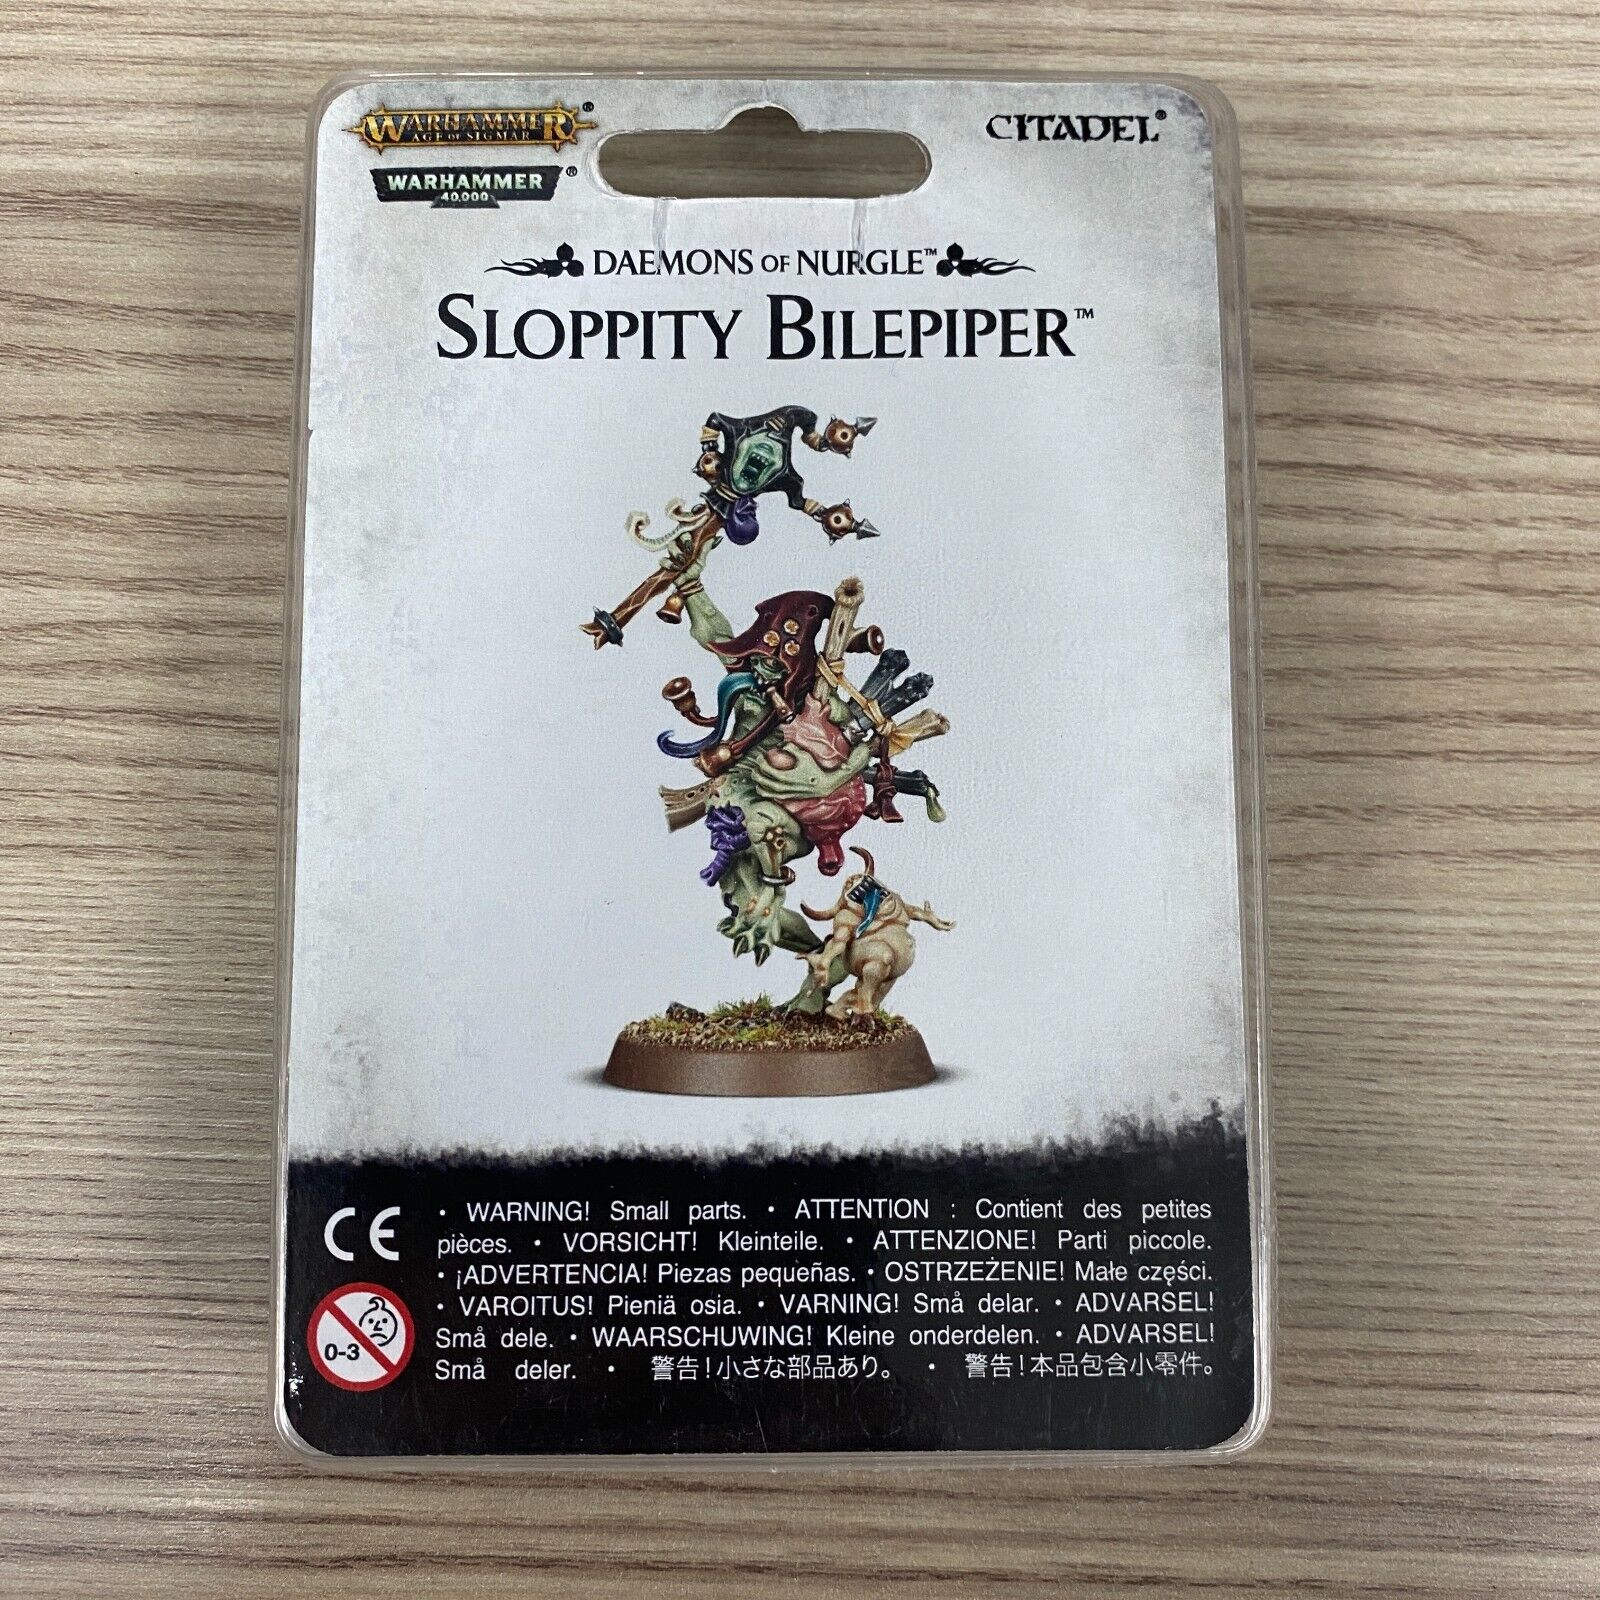 WARHAMMER®
AGE OF SIGMAR
WARHAMMER®
40,000
CITADEL®
DAEMONS OF NURGLE™
SLOPPITY BILEPIPER™
CE
0-3
• WARNING! Small parts. • ATTENTION : Contient des petites
pièces. • VORSICHT! Kleinteile. • ATTENZIONE! Parti piccole.
• ¡ADVERTENCIA! Piezas pequeñas. • OSTRZEŻENIE! Małe części.
• VAROITUS! Pieniä osia. • VARNING! Små delar. • ADVARSEL!
Små dele. • WAARSCHUWING! Kleine onderdelen. • ADVARSEL!
Små deler. • 警告！小さな部品あり。 • 警告！本品包含小零件。